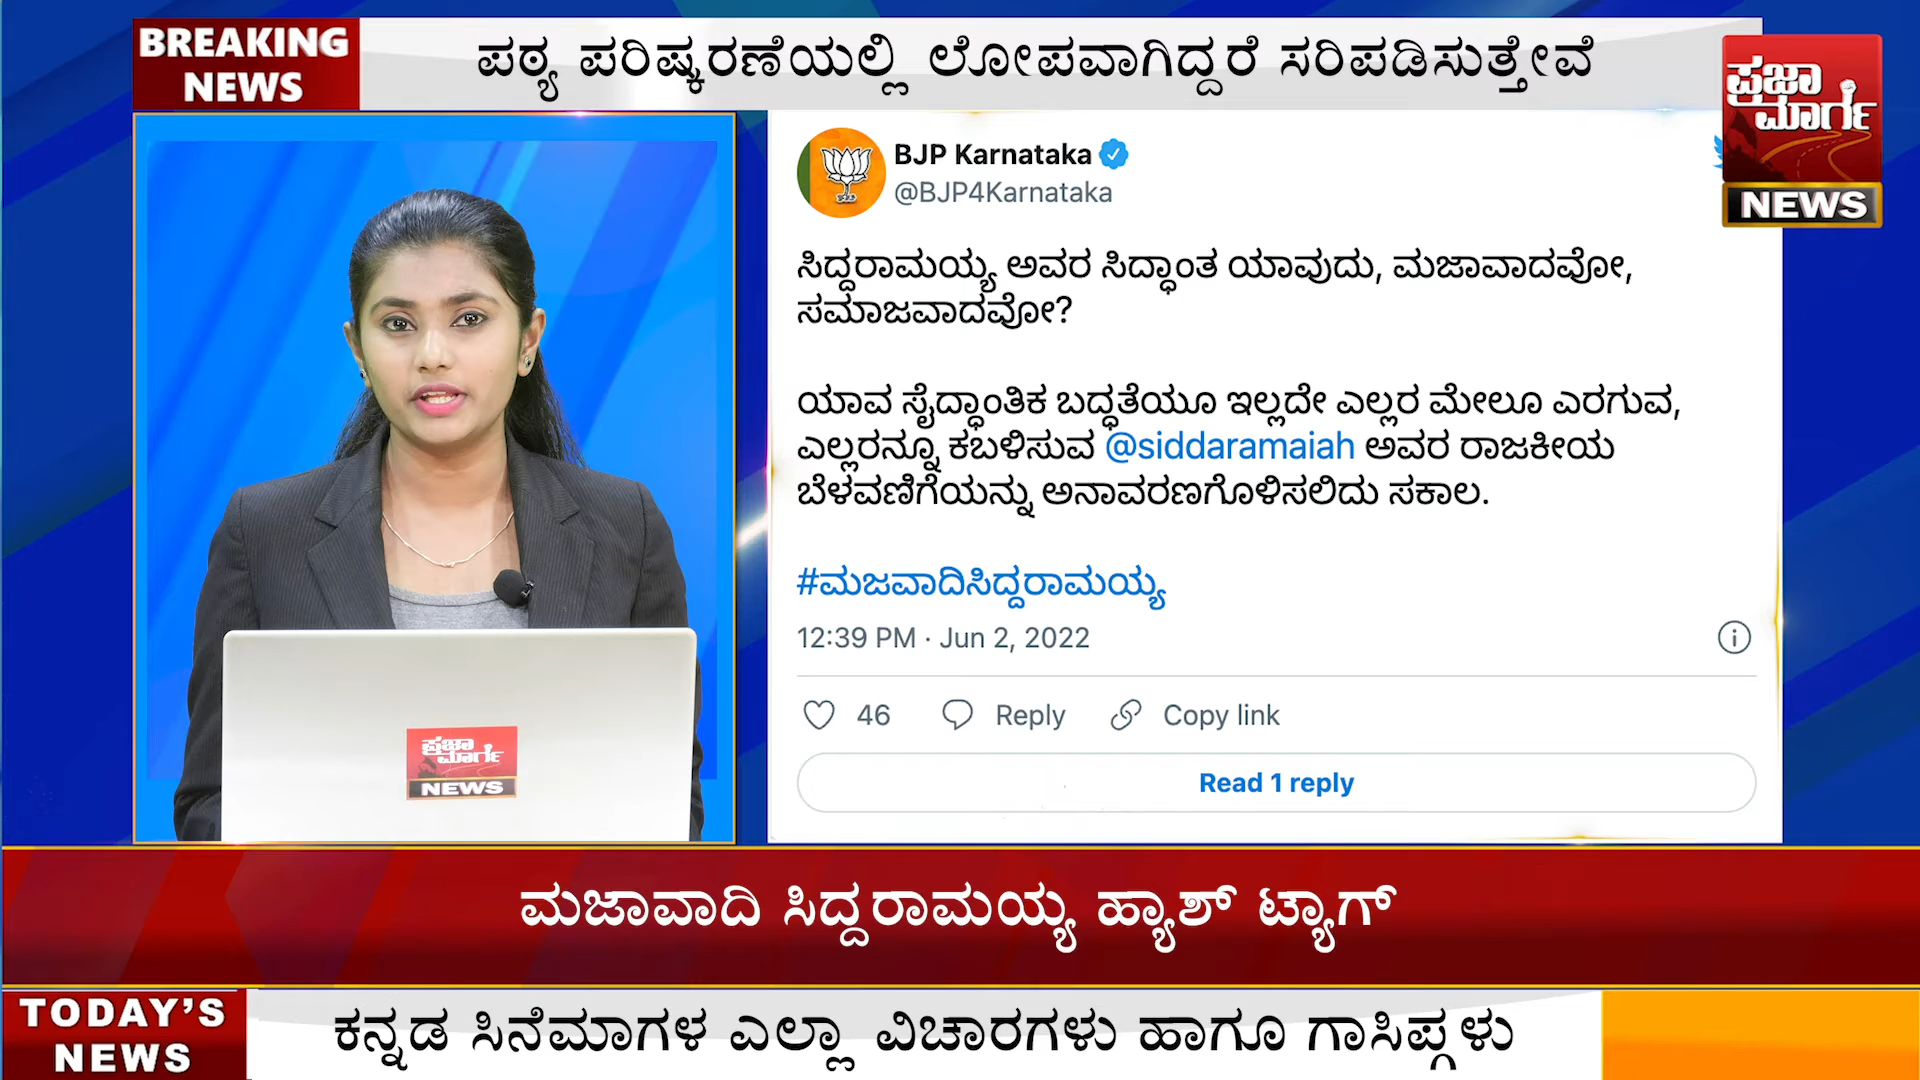 BREAKING
NEWS
ಪಠ್ಯ ಪರಿಷ್ಕರಣೆಯಲ್ಲಿ ಲೋಪವಾಗಿದ್ದರೆ ಸರಿಪಡಿಸುತ್ತೇವೆ
ಪ್ರಜಾ
ಮಾರ್ಗ
NEWS
BJP Karnataka
@BJP4Karnataka
ಸಿದ್ದರಾಮಯ್ಯ ಅವರ ಸಿದ್ಧಾಂತ ಯಾವುದು, ಮಜಾವಾದವೋ,
ಸಮಾಜವಾದವೋ?
ಯಾವ ಸೈದ್ಧಾಂತಿಕ ಬದ್ಧತೆಯೂ ಇಲ್ಲದೇ ಎಲ್ಲರ ಮೇಲೂ ಎರಗುವ,
ಎಲ್ಲರನ್ನೂ ಕಬಳಿಸುವ @siddaramaiah ಅವರ ರಾಜಕೀಯ
ಬೆಳವಣಿಗೆಯನ್ನು ಅನಾವರಣಗೊಳಿಸಲಿದು ಸಕಾಲ.
#ಮಜವಾದಿಸಿದ್ದರಾಮಯ್ಯ
12:39 PM · Jun 2, 2022
46 Reply Copy link
Read 1 reply
ಪ್ರಜಾ
ಮಾರ್ಗ
NEWS
ಮಜಾವಾದಿ ಸಿದ್ದರಾಮಯ್ಯ ಹ್ಯಾಶ್ ಟ್ಯಾಗ್
TODAY'S
NEWS
ಕನ್ನಡ ಸಿನೆಮಾಗಳ ಎಲ್ಲಾ ವಿಚಾರಗಳು ಹಾಗೂ ಗಾಸಿಪ್ಗಳು